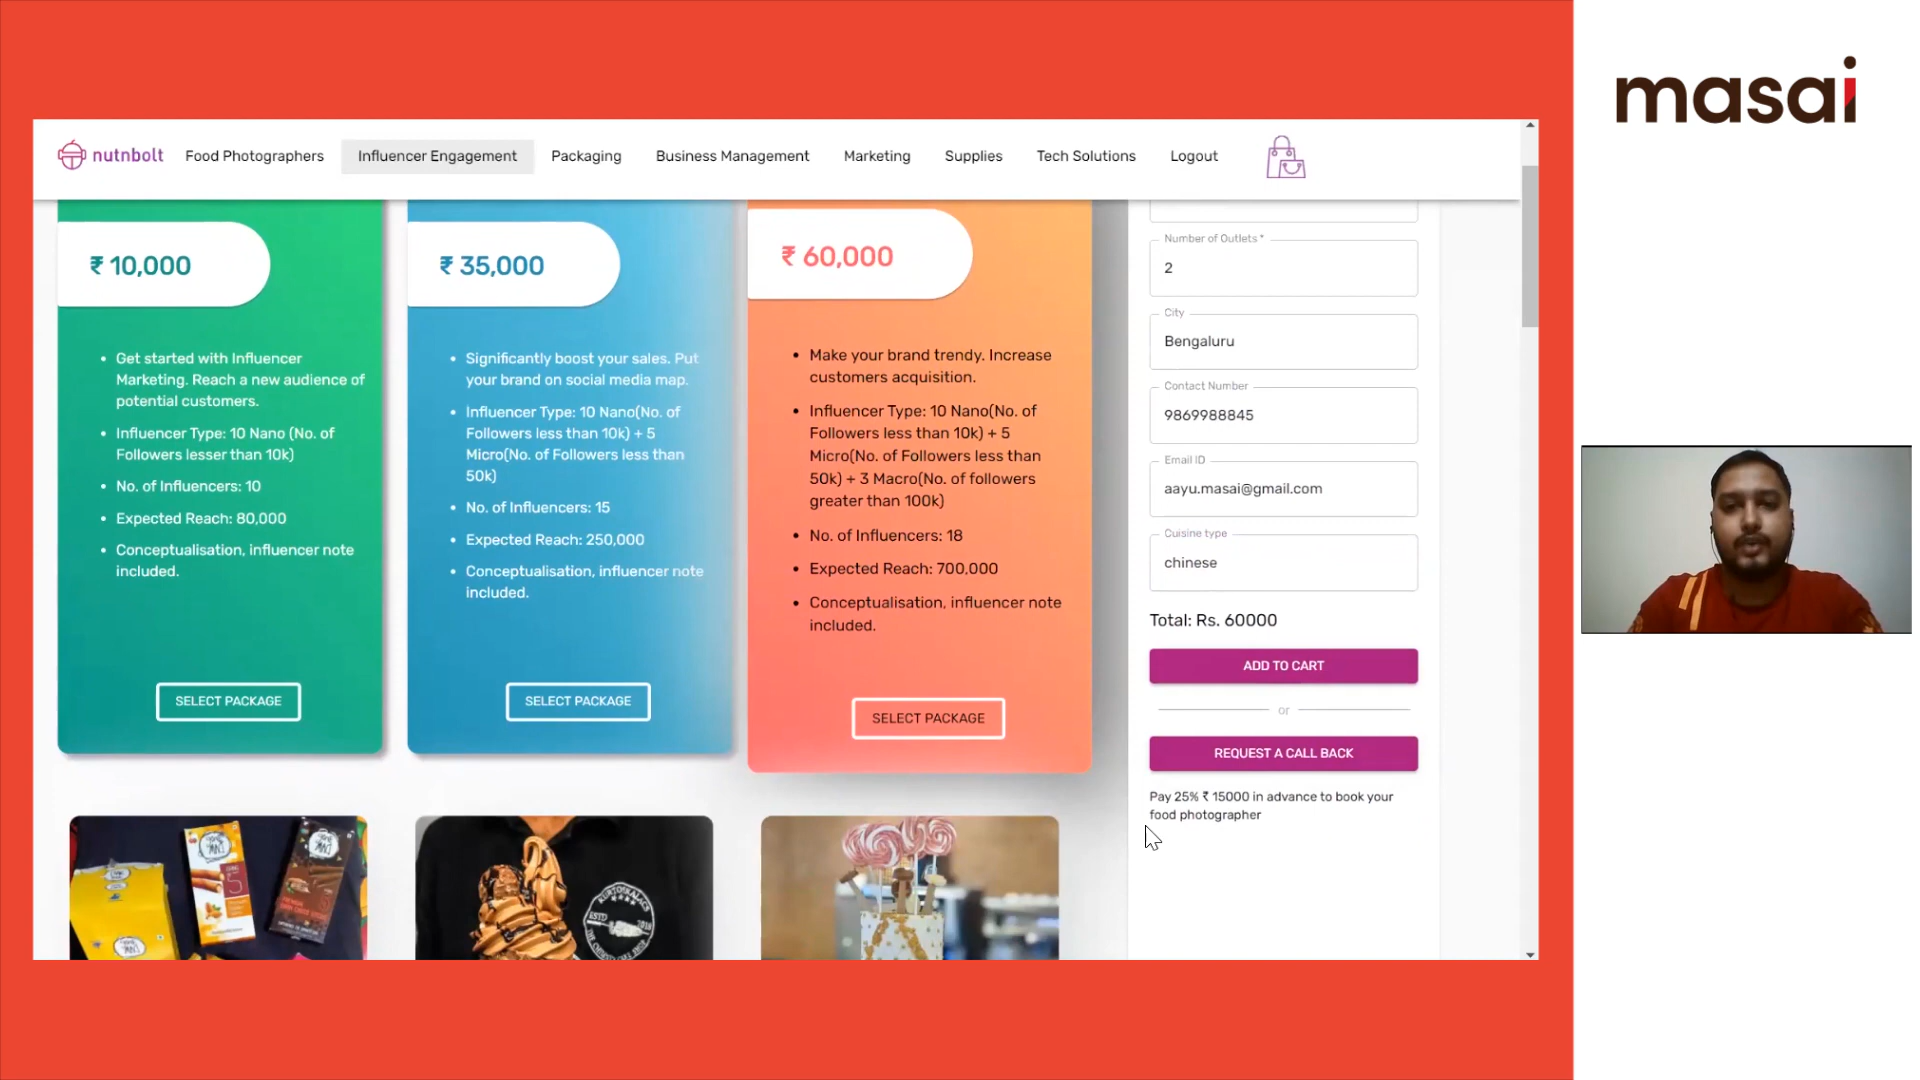 masai
nutnbolt
Food Photographers
Influencer Engagement
Packaging
Business Management
Marketing
Supplies
Tech Solutions
Logout
₹ 10,000
• Get started with Influencer
Marketing. Reach a new audience of
potential customers.
• Influencer Type: 10 Nano (No. of
Followers lesser than 10k)
• No. of Influencers: 10
• Expected Reach: 80,000
• Conceptualisation, influencer note
included.
SELECT PACKAGE
₹ 35,000
• Significantly boost your sales. Put
your brand on social media map.
• Influencer Type: 10 Nano(No. of
Followers less than 10k) + 5
Micro(No. of Followers less than
50k)
• No. of Influencers: 15
• Expected Reach: 250,000
• Conceptualisation, influencer note
included.
SELECT PACKAGE
₹ 60,000
• Make your brand trendy. Increase
customers acquisition.
• Influencer Type: 10 Nano(No. of
Followers less than 10k) + 5
Micro(No. of Followers less than
50k) + 3 Macro(No. of followers
greater than 100k)
• No. of Influencers: 18
• Expected Reach: 700,000
• Conceptualisation, influencer note
included.
SELECT PACKAGE
Number of Outlets *
2
City
Bengaluru
Contact Number
9869988845
Email ID
aayu.masai@gmail.com
Cuisine type
chinese
Total: Rs. 60000
ADD TO CART
or
REQUEST A CALL BACK
Pay 25% ₹ 15000 in advance to book your
food photographer
KURTOSKALACS
ESTD
2018